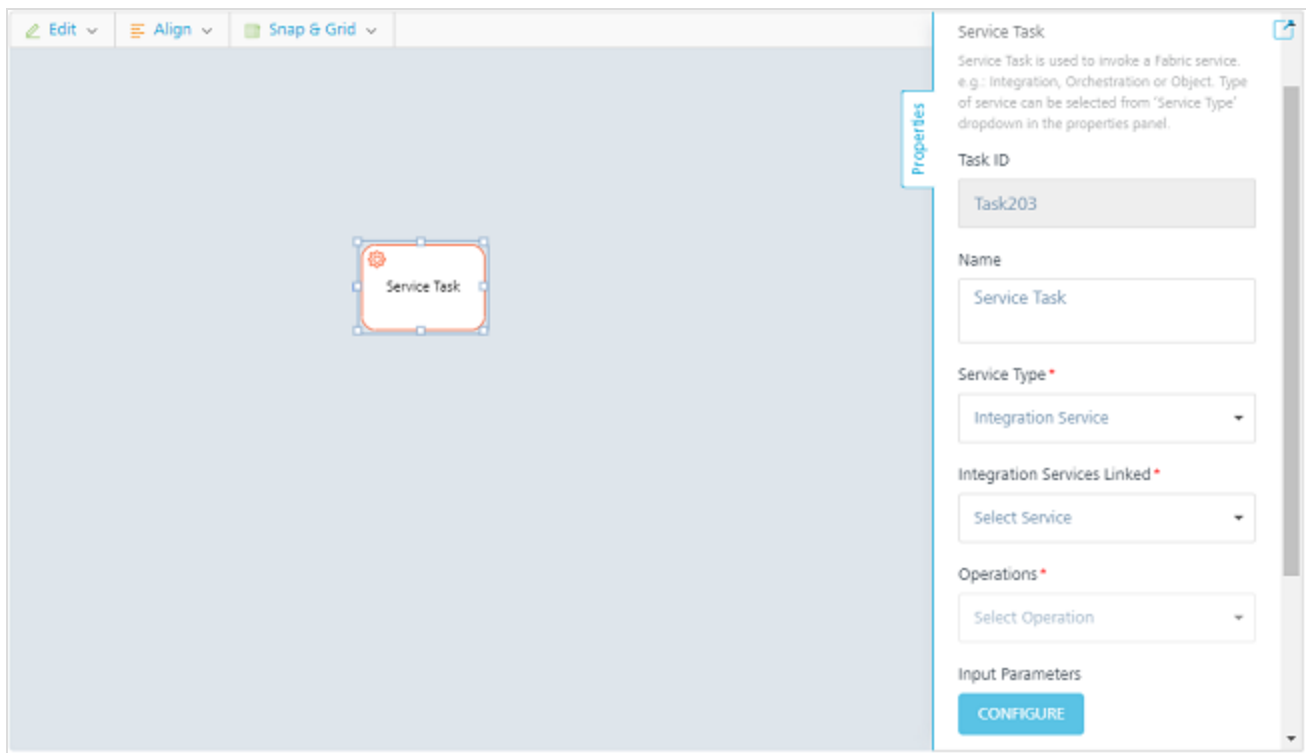 Edit
Align
Snap & Grid
Service Task
Service Task
Service Task is used to invoke a Fabric service.
e.g.: Integration, Orchestration or Object. Type
of service can be selected from 'Service Type'
dropdown in the properties panel.
Properties
Task ID
Task203
Name
Service Task
Service Type*
Integration Service
Integration Services Linked*
Select Service
Operations*
Select Operation
Input Parameters
CONFIGURE